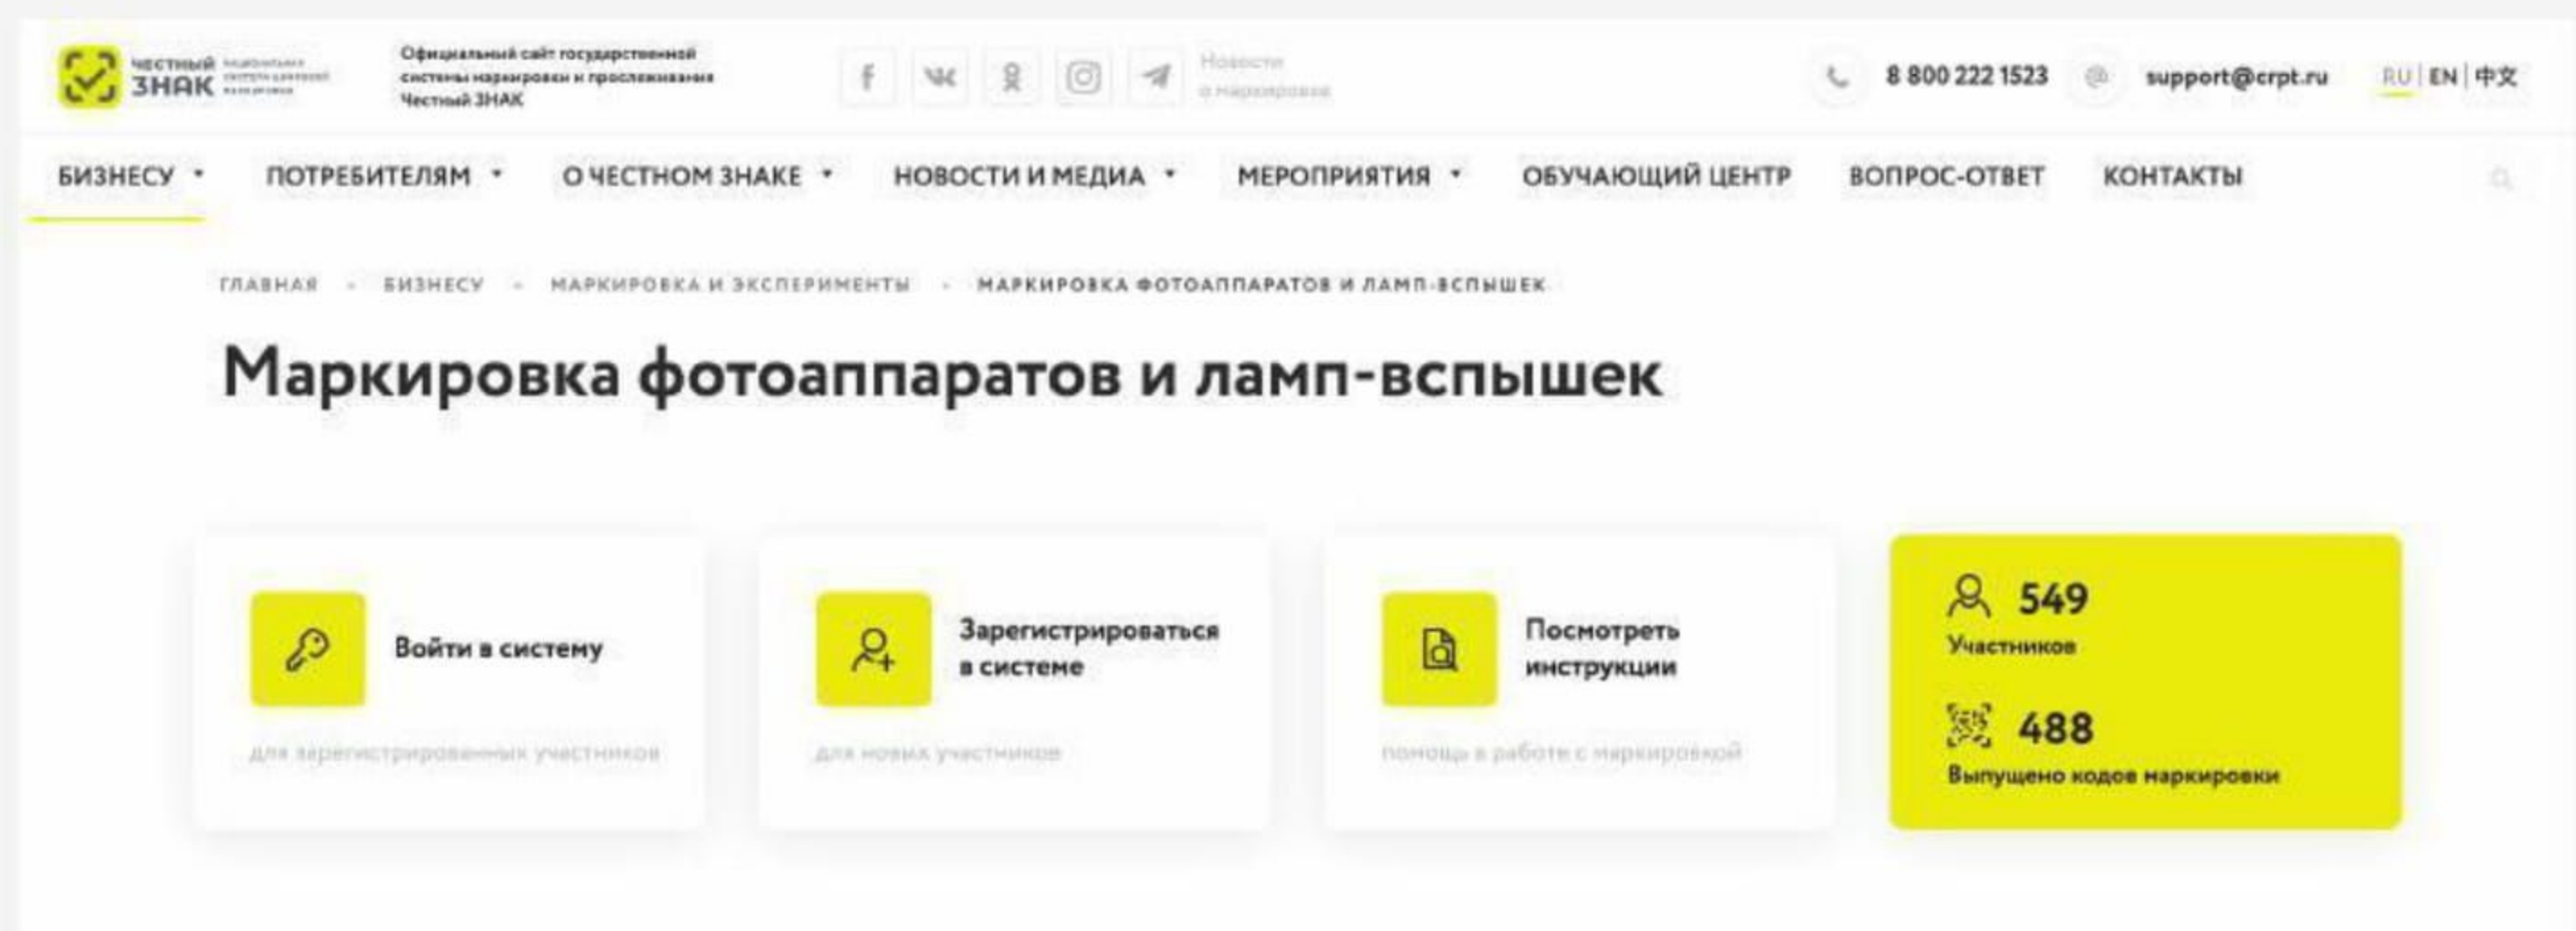 ЧЕСТНЫЙ
ЗНАК
Официальный сайт государственной
системы маркировки и прослеживания
Честный ЗНАК
Новости
о маркировке
8 800 222 1523
support@crpt.ru
RU | EN | 中文
БИЗНЕСУ ПОТРЕБИТЕЛЯМ О ЧЕСТНОМ ЗНАКЕ НОВОСТИ И МЕДИА МЕРОПРИЯТИЯ ОБУЧАЮЩИЙ ЦЕНТР ВОПРОС-ОТВЕТ КОНТАКТЫ
ГЛАВНАЯ БИЗНЕСУ МАРКИРОВКА И ЭКСПЕРИМЕНТЫ МАРКИРОВКА ФОТОАППАРАТОВ И ЛАМП-ВСПЫШЕК
Маркировка фотоаппаратов и ламп-вспышек
Войти в систему
для зарегистрированных участников
Зарегистрироваться
в системе
для новых участников
Посмотреть
инструкции
помощь в работе с маркировкой
549
Участников
488
Выпущено кодов маркировки